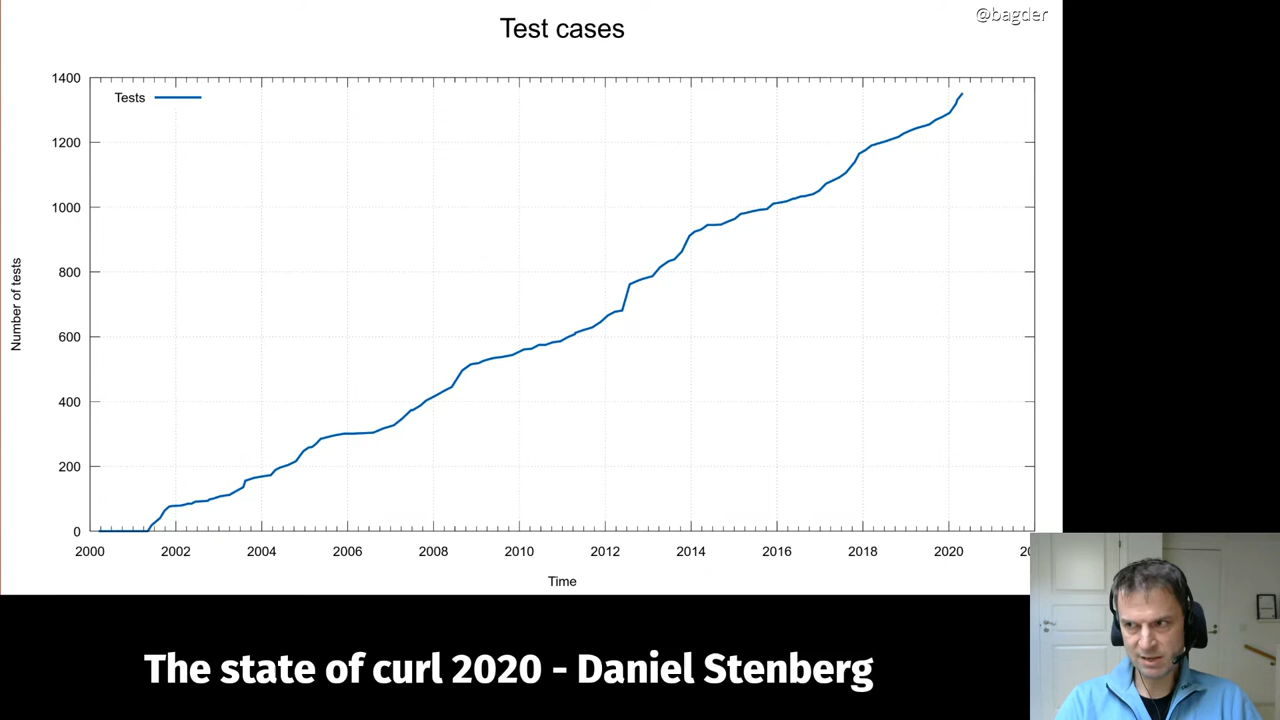 @bagder
Test cases
1400
Tests
1200
1000
800
600
400
200
0
Number of tests
2000 2002 2004 2006 2008 2010 2012 2014 2016 2018 2020
Time
The state of curl 2020 - Daniel Stenberg